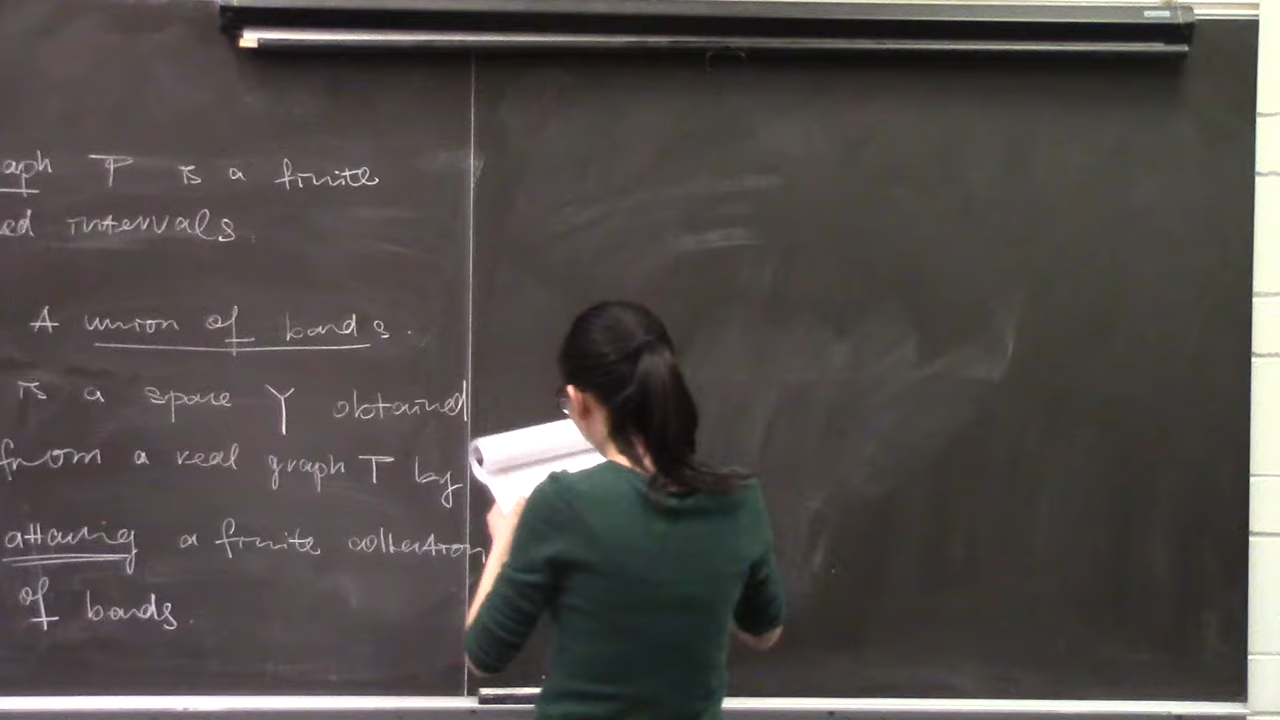 aph T is a finite
ed intervals.
A union of bands.
is a space Y obtained
from a real graph T by
attaching a finite collection
of bands.